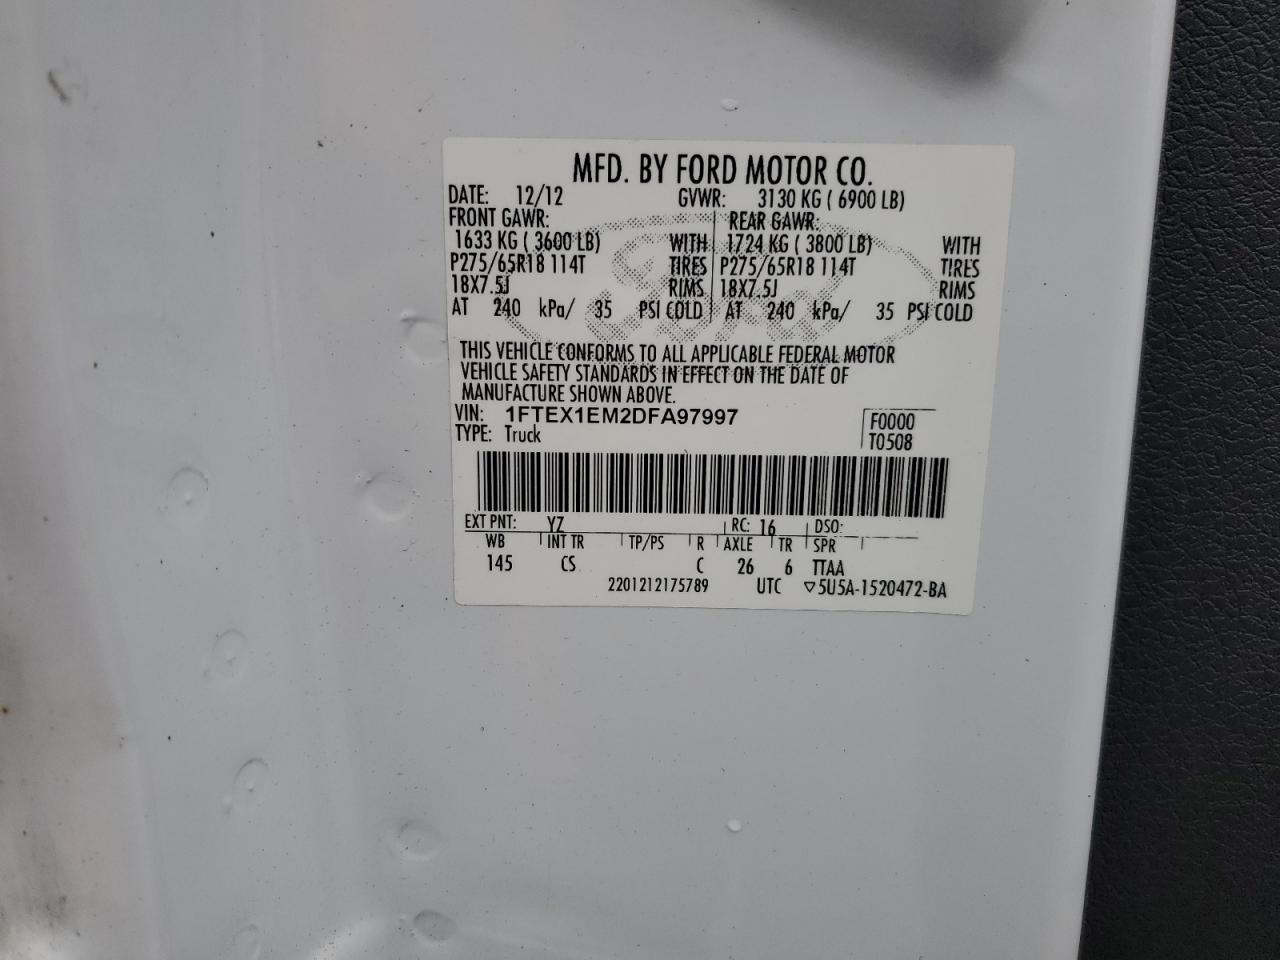 MFD. BY FORD MOTOR CO.
DATE: 12/12 GVWR: 3130 KG ( 6900 LB)
FRONT GAWR: REAR GAWR:
1633 KG ( 3600 LB) WITH 1724 KG ( 3800 LB) WITH
P275/65R18 114T TIRES P275/65R18 114T TIRES
18X7.5J RIMS 18X7.5J RIMS
AT 240 kPa/ 35 PSI COLD AT 240 kPa/ 35 PSI COLD
Ford
THIS VEHICLE CONFORMS TO ALL APPLICABLE FEDERAL MOTOR
VEHICLE SAFETY STANDARDS IN EFFECT ON THE DATE OF
MANUFACTURE SHOWN ABOVE.
VIN: 1FTEX1EM2DFA97997 F0000
TYPE: Truck T0508
EXT PNT: YZ RC: 16 DSO:
WB INT TR TP/PS R AXLE TR SPR
145 CS C 26 6 TTAA
2201212175789 UTC ▽5U5A-1520472-BA